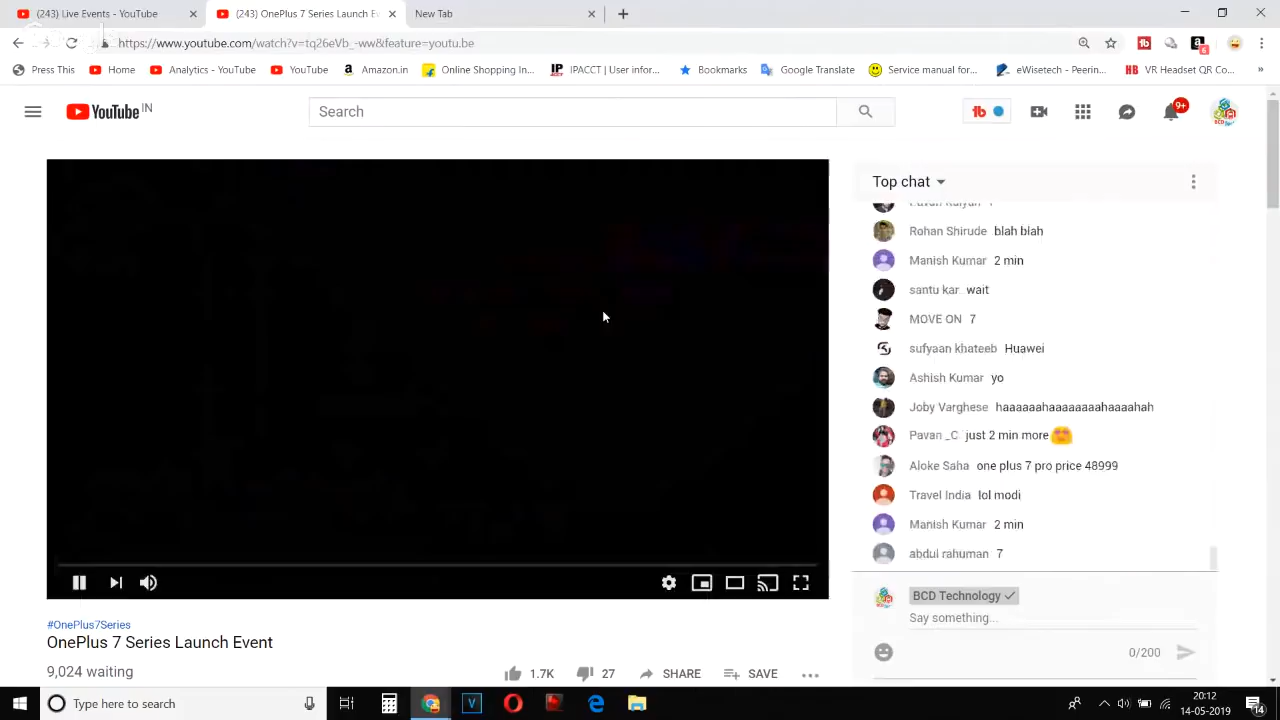 (243) YouTube
(243) OnePlus 7 Series Launch Ev
New Tab
https://www.youtube.com/watch?v=tq26eVb_-ww&feature=youtu.be
Press This
Home
Analytics - YouTube
YouTube
Amazon.in
Online Shopping In...
IPACCT | User infor...
Bookmarks
Google Translate
Service manual for...
eWisetech - Peerin...
VR Headset QR Co...
YouTube IN
Search
9+
Top chat
Rohan Shirude blah blah
Manish Kumar 2 min
santu kar wait
MOVE ON 7
sufyaan khateeb Huawei
Ashish Kumar yo
Joby Varghese haaaaaahaaaaaaaahaaaahah
Pavan _C just 2 min more
Aloke Saha one plus 7 pro price 48999
Travel India lol modi
Manish Kumar 2 min
abdul rahuman 7
BCD Technology
Say something...
0/200
#OnePlus7Series
OnePlus 7 Series Launch Event
9,024 waiting
1.7K
27
SHARE
SAVE
Type here to search
20:12
14-05-2019
14